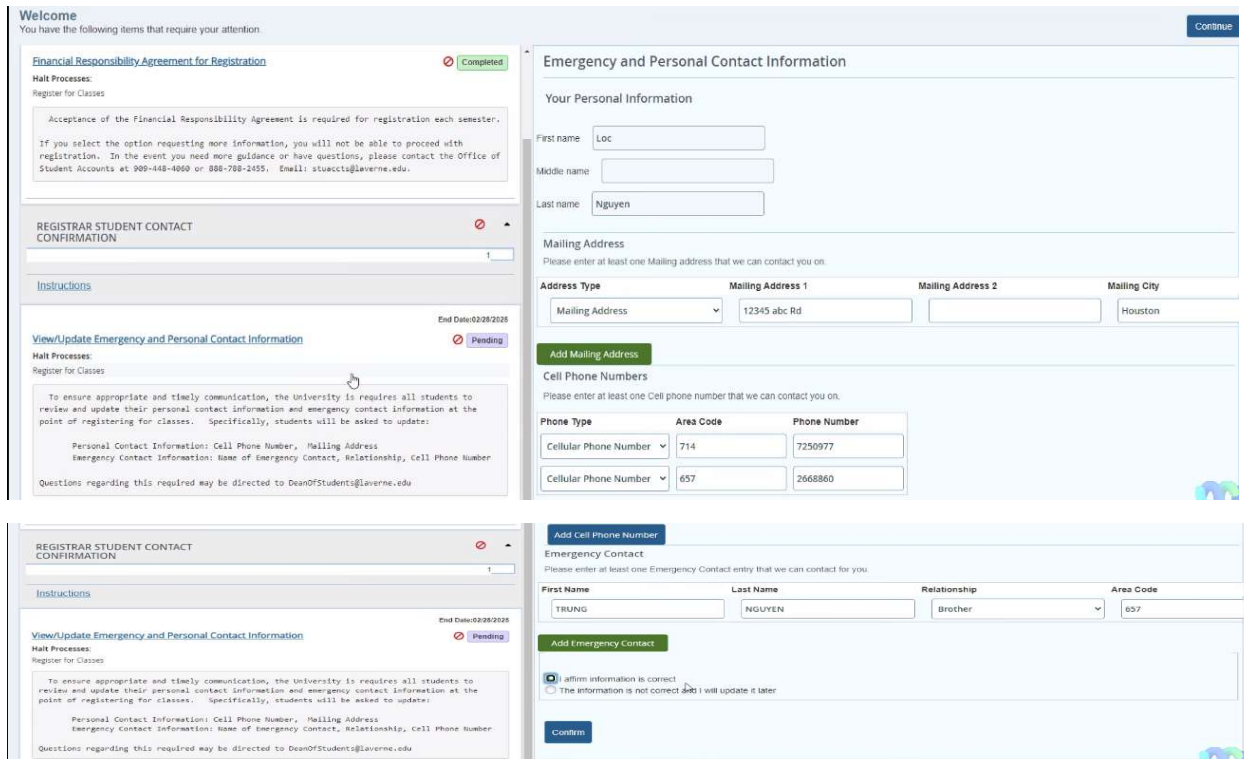 Welcome
You have the following items that require your attention.
Continue
Financial Responsibility Agreement for Registration
Completed
Halt Processes:
Register for Classes
Acceptance of the Financial Responsibility Agreement is required for registration each semester.
If you select the option requesting more information, you will not be able to proceed with
registration. In the event you need more guidance or have questions, please contact the Office of
Student Accounts at 909-448-4060 or 888-788-2455. Email: stuaccts@laverne.edu.
REGISTRAR STUDENT CONTACT
CONFIRMATION
1
Instructions
End Date:02/28/2025
View/Update Emergency and Personal Contact Information
Pending
Halt Processes:
Register for Classes
To ensure appropriate and timely communication, the University is requires all students to
review and update their personal contact information and emergency contact information at the
point of registering for classes. Specifically, students will be asked to update:
Personal Contact Information: Cell Phone Number, Mailing Address
Emergency Contact Information: Name of Emergency Contact, Relationship, Cell Phone Number
Questions regarding this required may be directed to DeanOfStudents@laverne.edu
Emergency and Personal Contact Information
Your Personal Information
First name Loc
Middle name
Last name Nguyen
Mailing Address
Please enter at least one Mailing address that we can contact you on.
Address Type Mailing Address 1 Mailing Address 2 Mailing City
Mailing Address 12345 abc Rd Houston
Add Mailing Address
Cell Phone Numbers
Please enter at least one Cell phone number that we can contact you on.
Phone Type Area Code Phone Number
Cellular Phone Number 714 7250977
Cellular Phone Number 657 2668860
REGISTRAR STUDENT CONTACT
CONFIRMATION
1
Instructions
End Date:02/28/2025
View/Update Emergency and Personal Contact Information
Pending
Halt Processes:
Register for Classes
To ensure appropriate and timely communication, the University is requires all students to
review and update their personal contact information and emergency contact information at the
point of registering for classes. Specifically, students will be asked to update:
Personal Contact Information: Cell Phone Number, Mailing Address
Emergency Contact Information: Name of Emergency Contact, Relationship, Cell Phone Number
Questions regarding this required may be directed to DeanOfStudents@laverne.edu
Add Cell Phone Number
Emergency Contact
Please enter at least one Emergency Contact entry that we can contact for you.
First Name Last Name Relationship Area Code
TRUNG NGUYEN Brother 657
Add Emergency Contact
I affirm information is correct
The information is not correct and I will update it later
Confirm